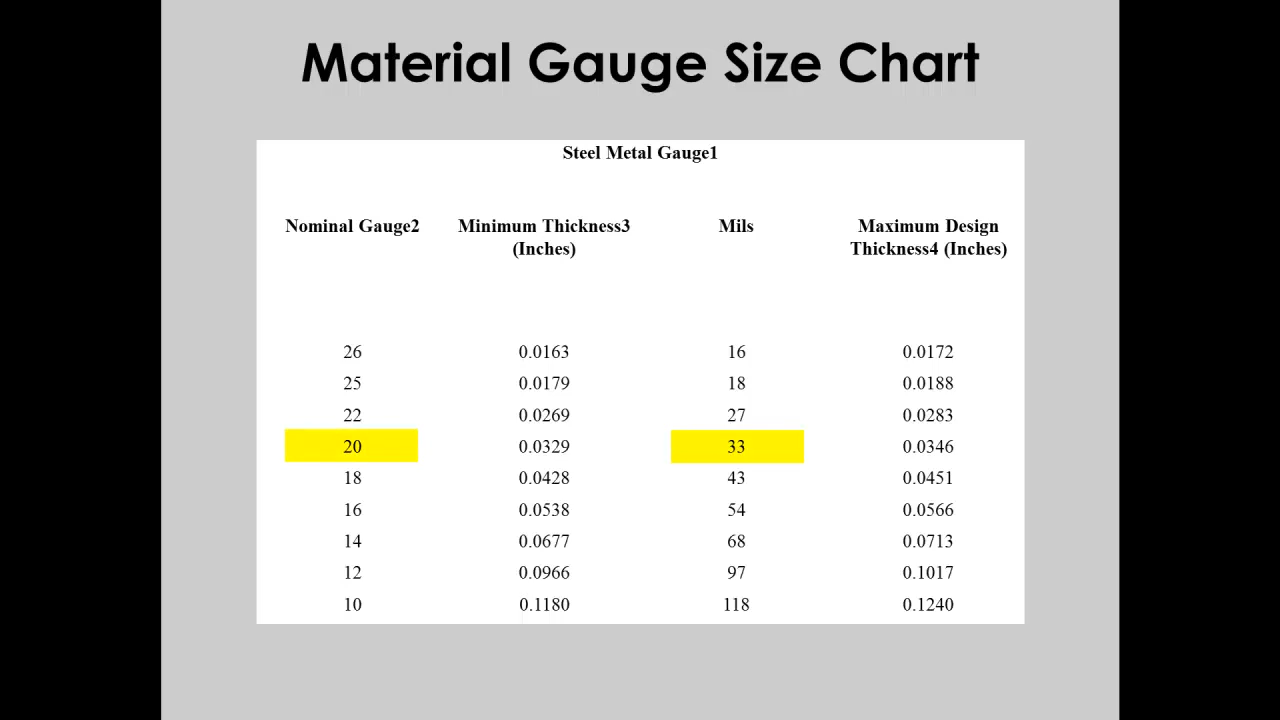 Material Gauge Size Chart
Steel Metal Gauge1
Nominal Gauge2 Minimum Thickness3 Mils Maximum Design
(Inches) Thickness4 (Inches)
26 0.0163 16 0.0172
25 0.0179 18 0.0188
22 0.0269 27 0.0283
20 0.0329 33 0.0346
18 0.0428 43 0.0451
16 0.0538 54 0.0566
14 0.0677 68 0.0713
12 0.0966 97 0.1017
10 0.1180 118 0.1240